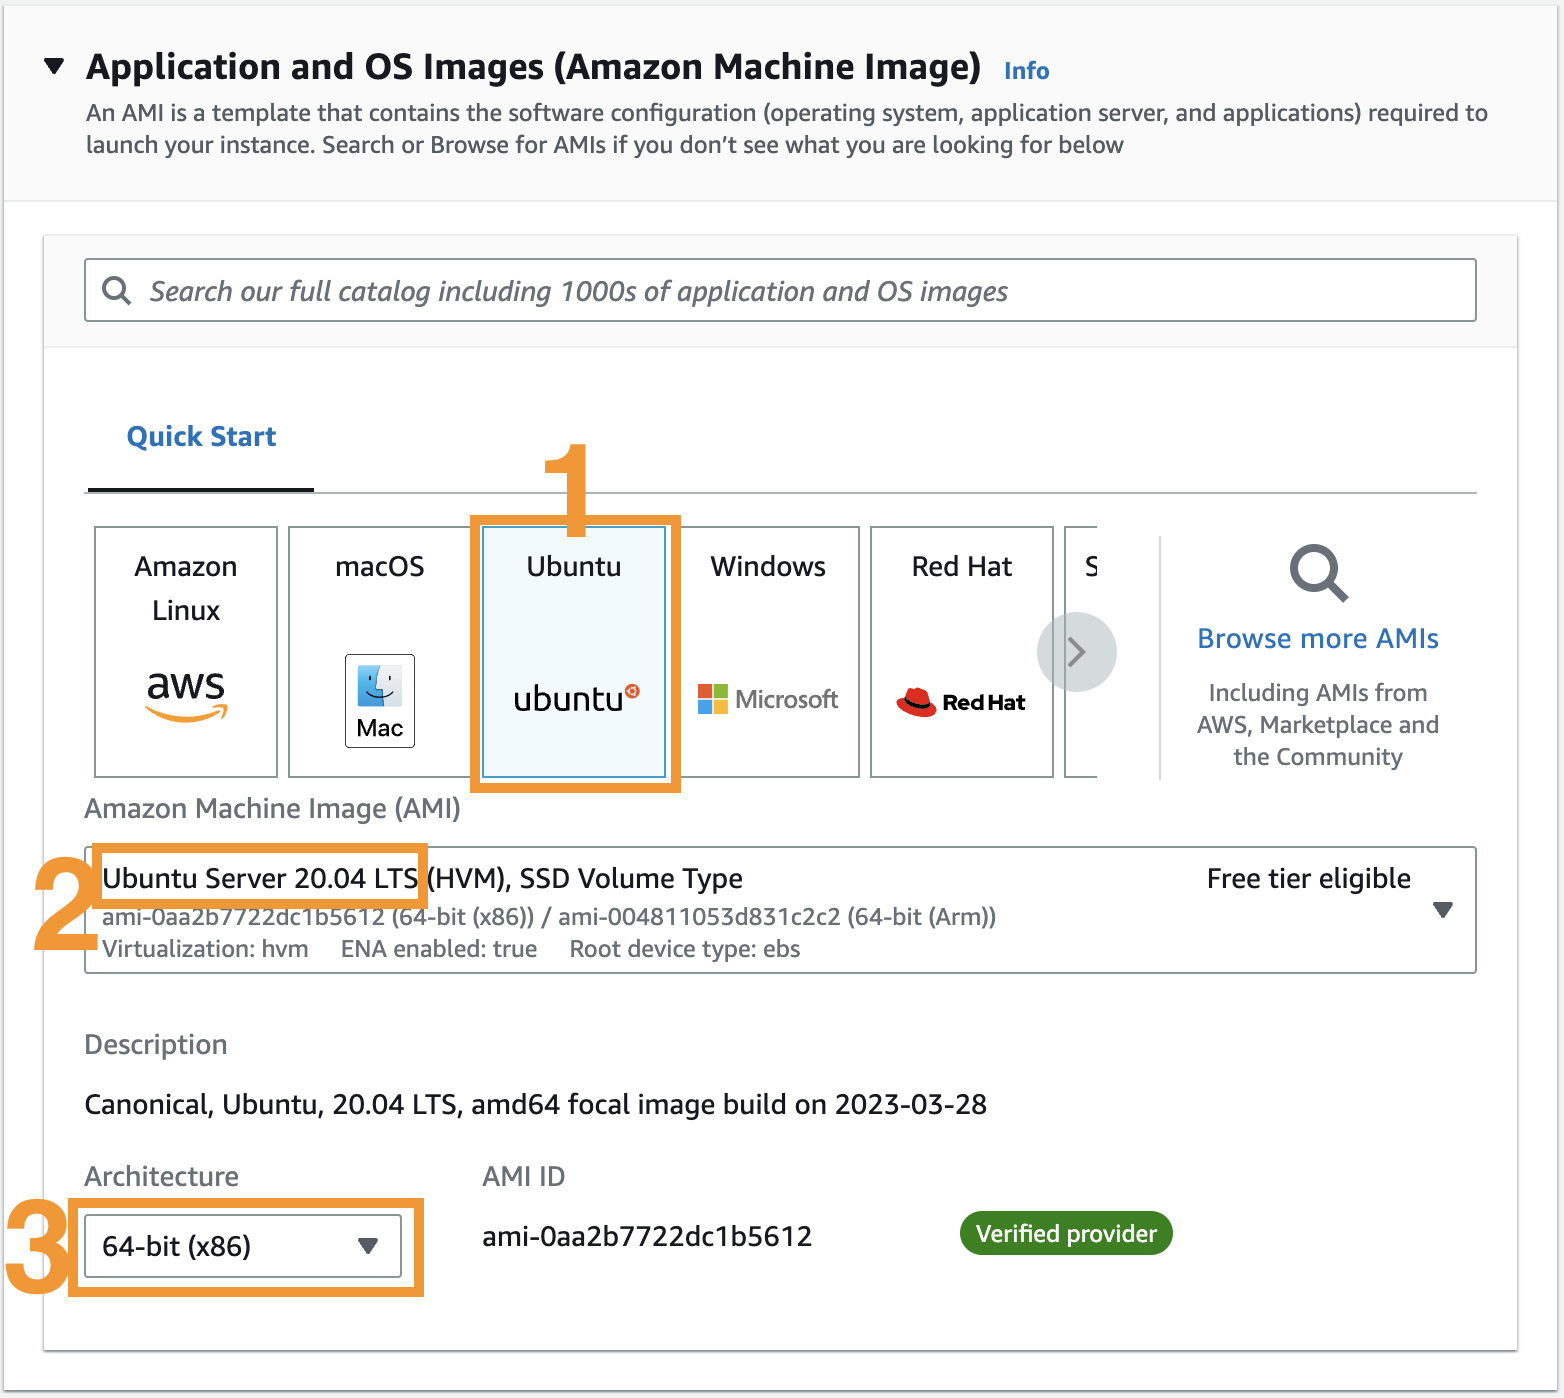 Application and OS Images (Amazon Machine Image) Info
An AMI is a template that contains the software configuration (operating system, application server, and applications) required to
launch your instance. Search or Browse for AMIs if you don't see what you are looking for below
Search our full catalog including 1000s of application and OS images
Quick Start
1
Amazon
Linux
aws
macOS
Mac
Ubuntu
ubuntu
Windows
Microsoft
Red Hat
Red Hat
S
Browse more AMIs
Including AMIs from
AWS, Marketplace and
the Community
Amazon Machine Image (AMI)
2
Ubuntu Server 20.04 LTS (HVM), SSD Volume Type Free tier eligible
ami-0aa2b7722dc1b5612 (64-bit (x86)) / ami-004811053d831c2c2 (64-bit (Arm))
Virtualization: hvm ENA enabled: true Root device type: ebs
Description
Canonical, Ubuntu, 20.04 LTS, amd64 focal image build on 2023-03-28
Architecture AMI ID
3
64-bit (x86) ami-0aa2b7722dc1b5612 Verified provider